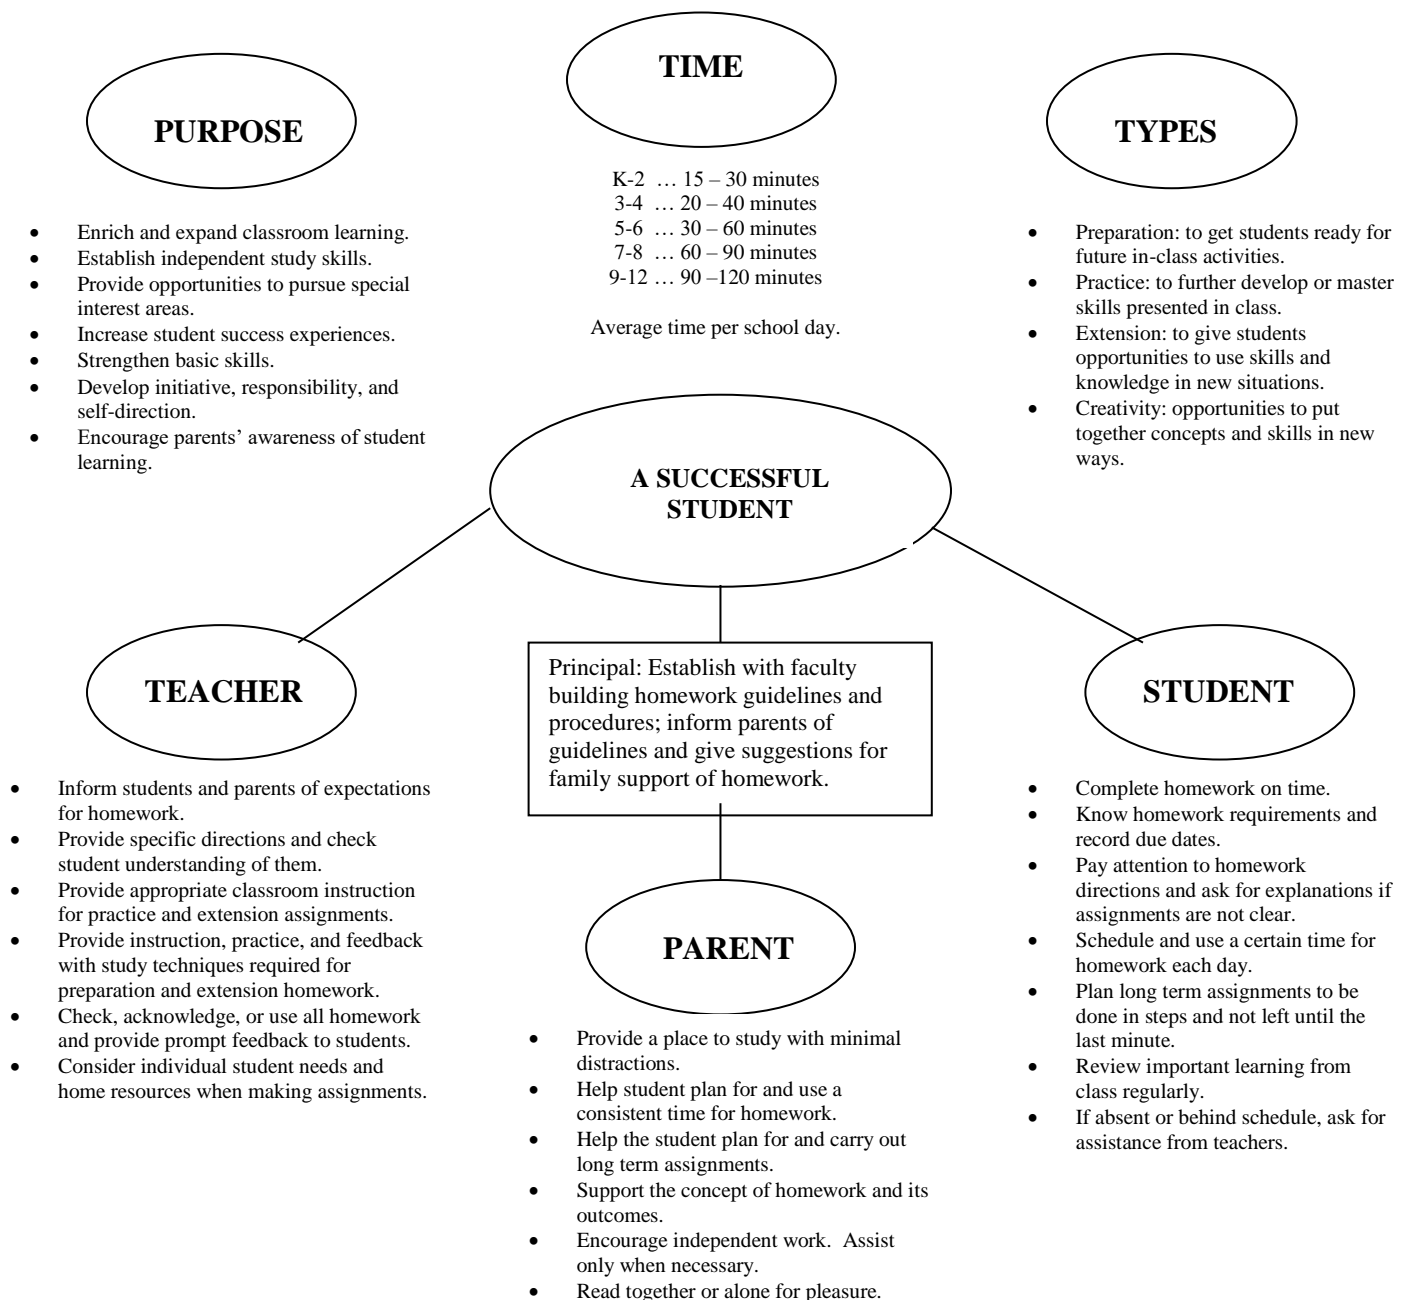 PURPOSE
• Enrich and expand classroom learning.
• Establish independent study skills.
• Provide opportunities to pursue special
interest areas.
• Increase student success experiences.
• Strengthen basic skills.
• Develop initiative, responsibility, and
self-direction.
• Encourage parents’ awareness of student
learning.
TIME
K-2 … 15 – 30 minutes
3-4 … 20 – 40 minutes
5-6 … 30 – 60 minutes
7-8 … 60 – 90 minutes
9-12 … 90 –120 minutes
Average time per school day.
TYPES
• Preparation: to get students ready for
future in-class activities.
• Practice: to further develop or master
skills presented in class.
• Extension: to give students
opportunities to use skills and
knowledge in new situations.
• Creativity: opportunities to put
together concepts and skills in new
ways.
A SUCCESSFUL
STUDENT
TEACHER
• Inform students and parents of expectations
for homework.
• Provide specific directions and check
student understanding of them.
• Provide appropriate classroom instruction
for practice and extension assignments.
• Provide instruction, practice, and feedback
with study techniques required for
preparation and extension homework.
• Check, acknowledge, or use all homework
and provide prompt feedback to students.
• Consider individual student needs and
home resources when making assignments.
Principal: Establish with faculty
building homework guidelines and
procedures; inform parents of
guidelines and give suggestions for
family support of homework.
PARENT
• Provide a place to study with minimal
distractions.
• Help student plan for and use a
consistent time for homework.
• Help the student plan for and carry out
long term assignments.
• Support the concept of homework and its
outcomes.
• Encourage independent work.  Assist
only when necessary.
• Read together or alone for pleasure.
STUDENT
• Complete homework on time.
• Know homework requirements and
record due dates.
• Pay attention to homework
directions and ask for explanations if
assignments are not clear.
• Schedule and use a certain time for
homework each day.
• Plan long term assignments to be
done in steps and not left until the
last minute.
• Review important learning from
class regularly.
• If absent or behind schedule, ask for
assistance from teachers.